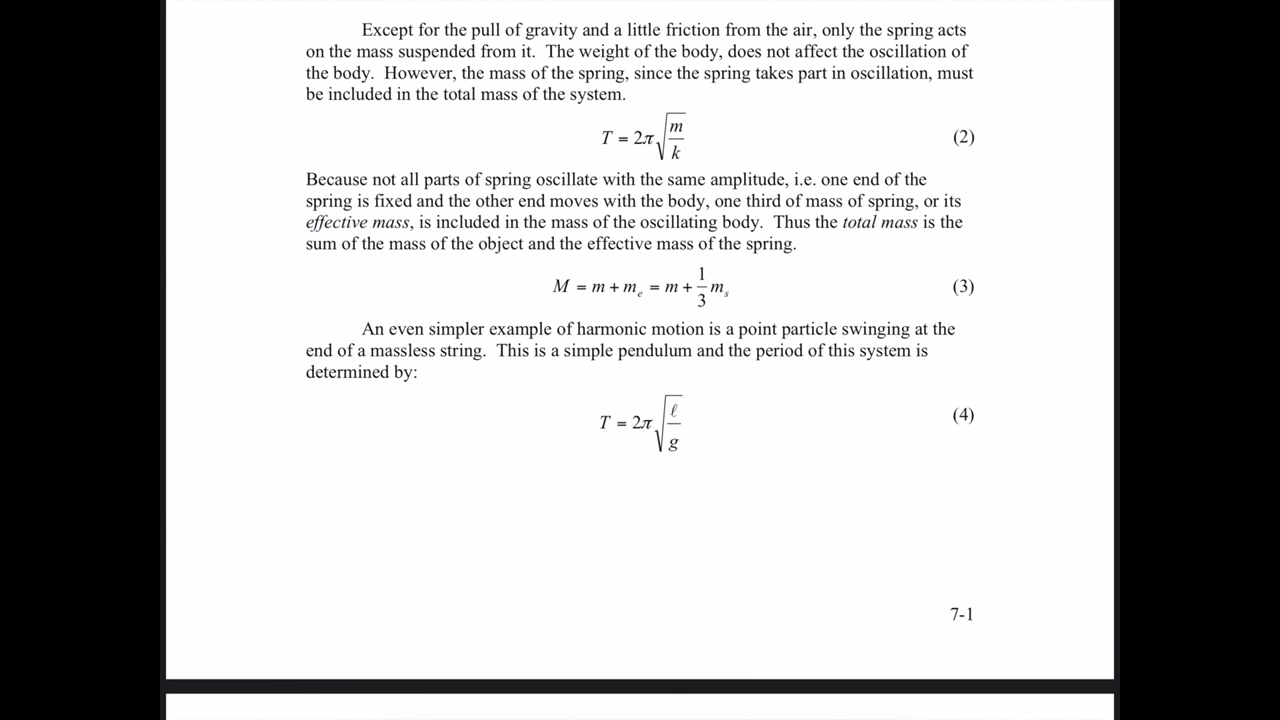 Except for the pull of gravity and a little friction from the air, only the spring acts
on the mass suspended from it. The weight of the body, does not affect the oscillation of
the body. However, the mass of the spring, since the spring takes part in oscillation, must
be included in the total mass of the system.
T = 2π√(m/k) (2)
Because not all parts of spring oscillate with the same amplitude, i.e. one end of the
spring is fixed and the other end moves with the body, one third of mass of spring, or its
effective mass, is included in the mass of the oscillating body. Thus the total mass is the
sum of the mass of the object and the effective mass of the spring.
M = m + mₑ = m + 1/3 mₛ (3)
An even simpler example of harmonic motion is a point particle swinging at the
end of a massless string. This is a simple pendulum and the period of this system is
determined by:
T = 2π√(ℓ/g) (4)
7-1